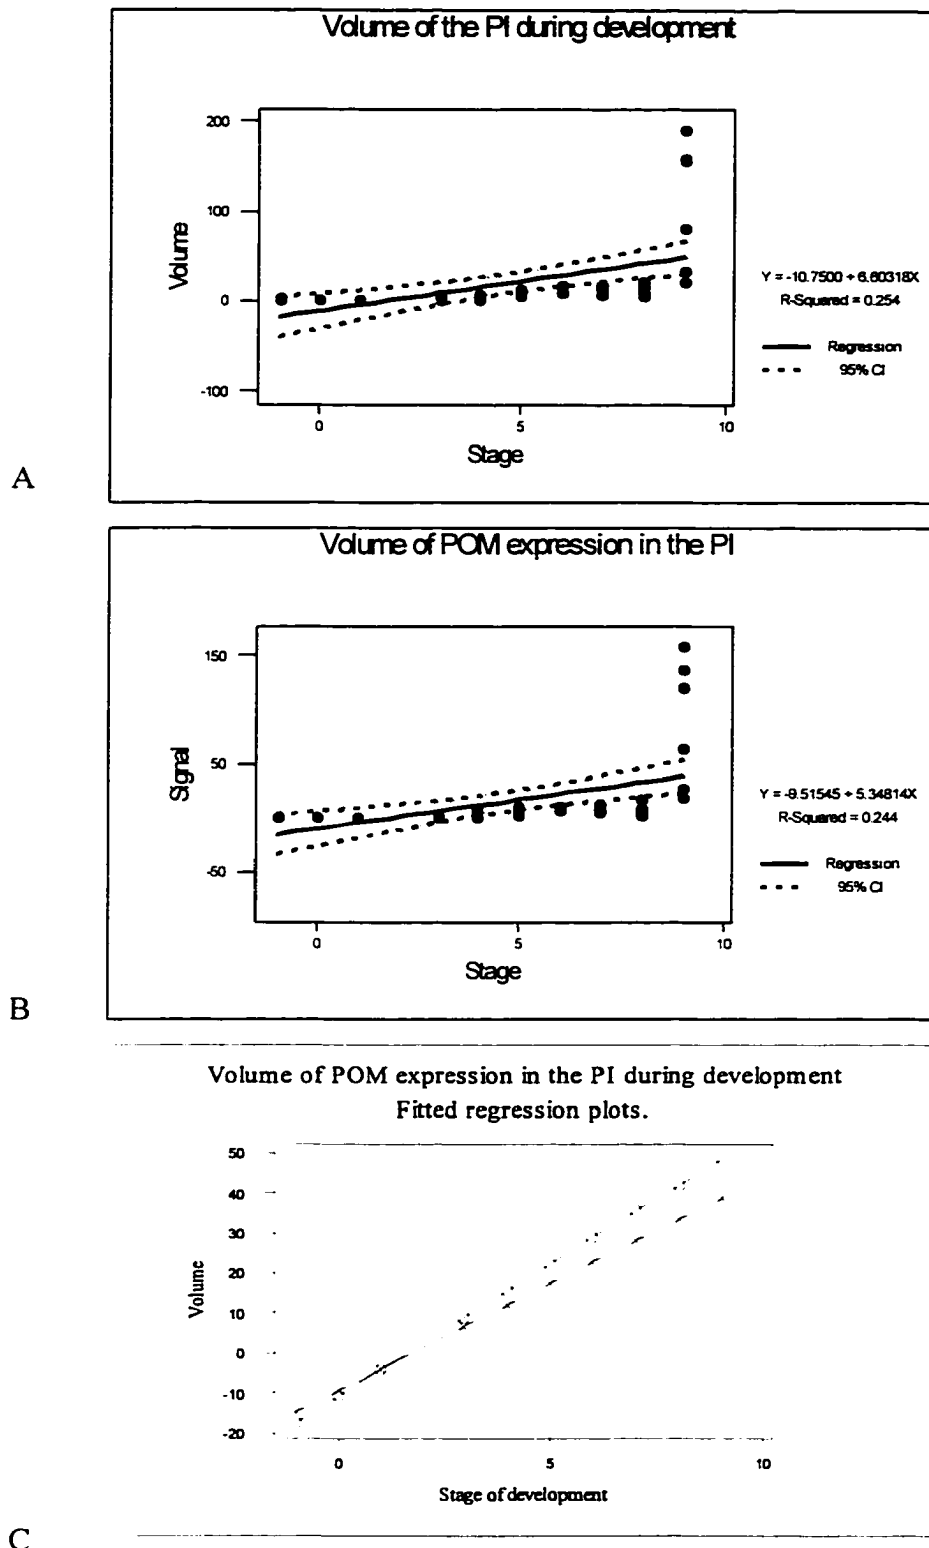 Volume of the PI during development
200
100
0
-100
Volume
0
5
10
Stage
Y = -10.7500 + 6.60318X
R-Squared = 0.254
Regression
95% CI
A
Volume of POM expression in the PI
150
50
-50
Signal
0
5
10
Stage
Y = -9.51545 + 5.34814X
R-Squared = 0.244
Regression
95% CI
B
Volume of POM expression in the PI during development
Fitted regression plots.
50
40
30
20
10
0
-10
-20
Volume
0
5
10
Stage of development
C